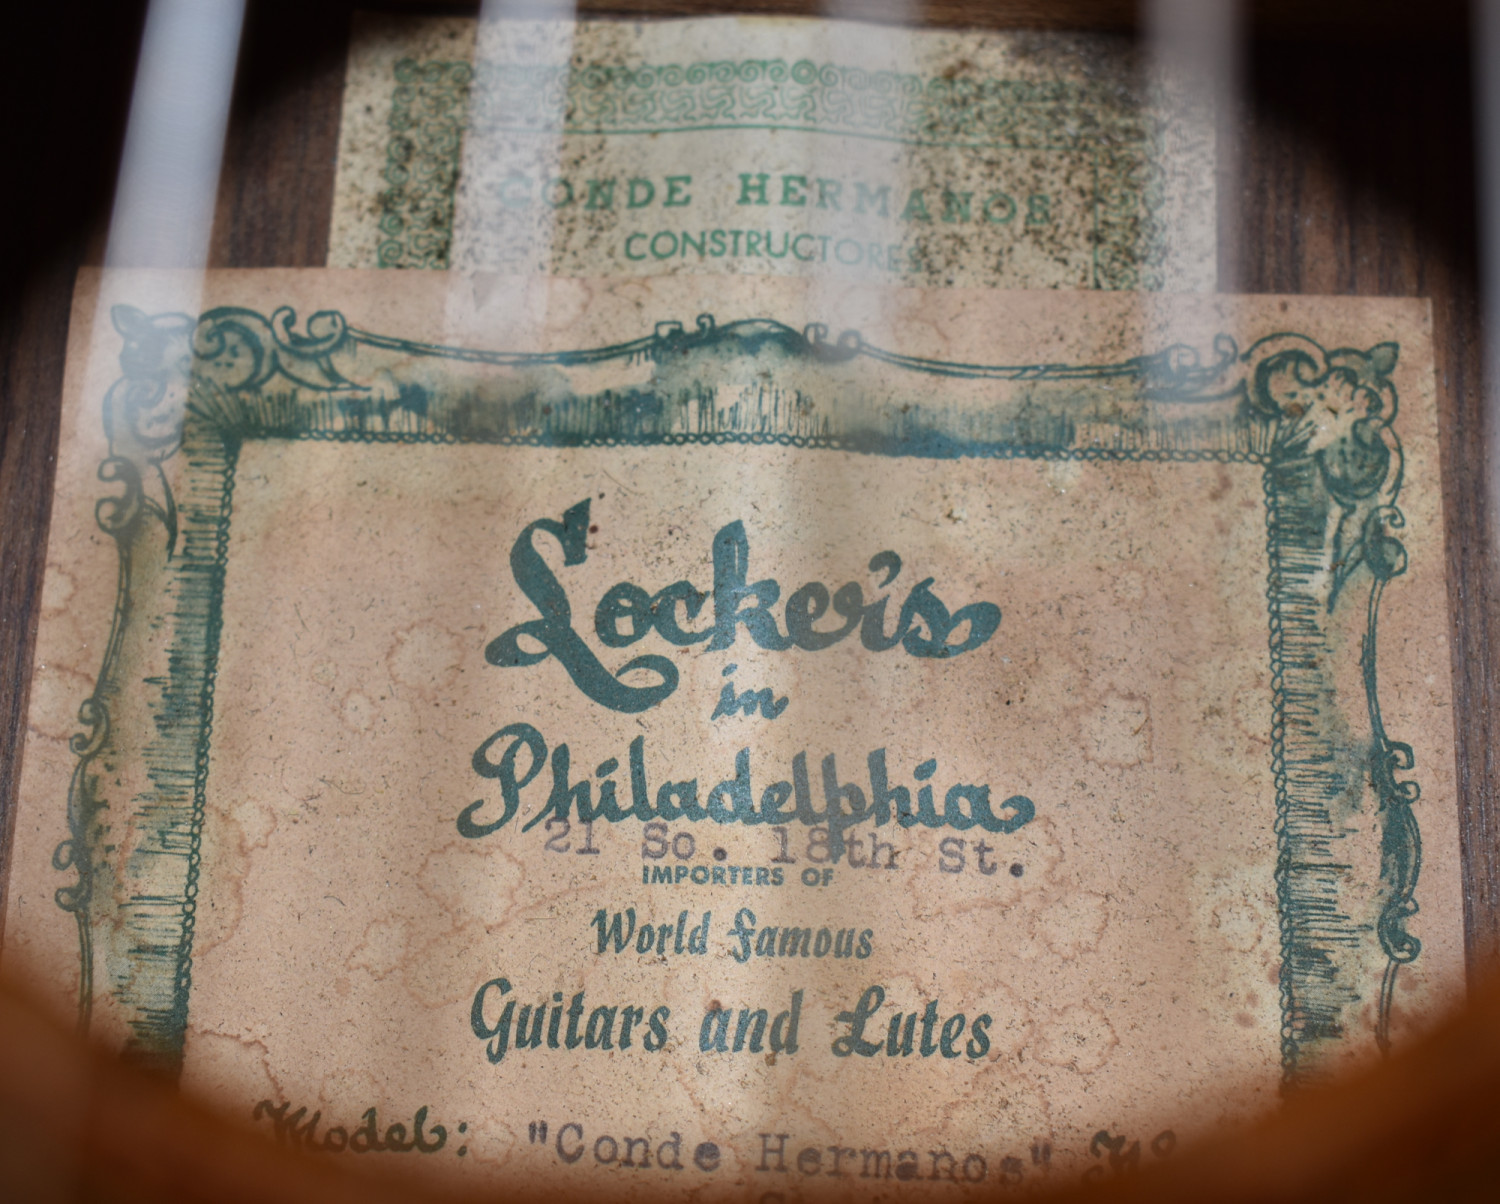 CONDE HERMANOS
CONSTRUCTORES
Locker's
in
Philadelphia
21 So. 18th St.
IMPORTERS OF
World Famous
Guitars and Lutes
Model: "Conde Hermanos" No